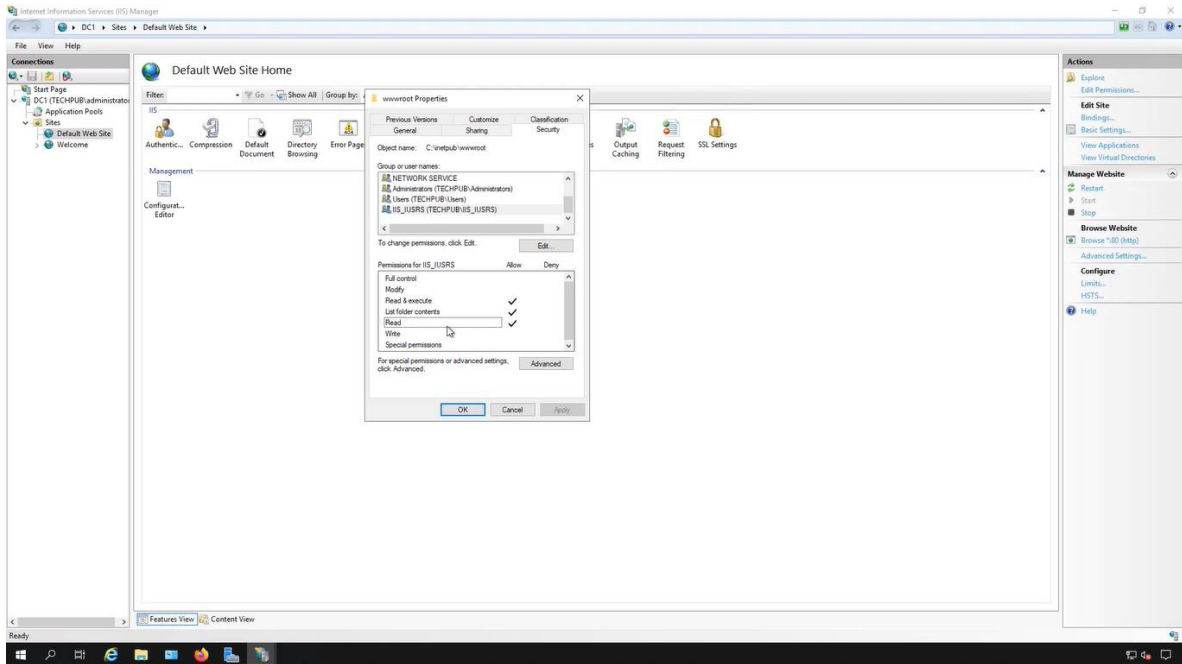 Internet Information Services (IIS) Manager
DC1 Sites Default Web Site
File View Help
Connections
Start Page
DC1 (TECHPUB\administrator
Application Pools
Sites
Default Web Site
Welcome
Default Web Site Home
Filter: Go Show All Group by:
IIS
Authentic... Compression Default Document Directory Browsing Error Page
Output Caching Request Filtering SSL Settings
Management
Configurat... Editor
wwwroot Properties
Previous Versions Customize Classification
General Sharing Security
Object name: C:\inetpub\wwwroot
Group or user names:
NETWORK SERVICE
Administrators (TECHPUB\Administrators)
Users (TECHPUB\Users)
IIS_IUSRS (TECHPUB\IIS_IUSRS)
To change permissions, click Edit.
Edit...
Permissions for IIS_IUSRS Allow Deny
Full control
Modify
Read & execute
List folder contents
Read
Write
Special permissions
For special permissions or advanced settings,
click Advanced.
Advanced
OK Cancel Apply
Actions
Explore
Edit Permissions...
Edit Site
Bindings...
Basic Settings...
View Applications
View Virtual Directories
Manage Website
Restart
Start
Stop
Browse Website
Browse *:80 (http)
Advanced Settings...
Configure
Limits...
HSTS...
Help
Features View Content View
Ready